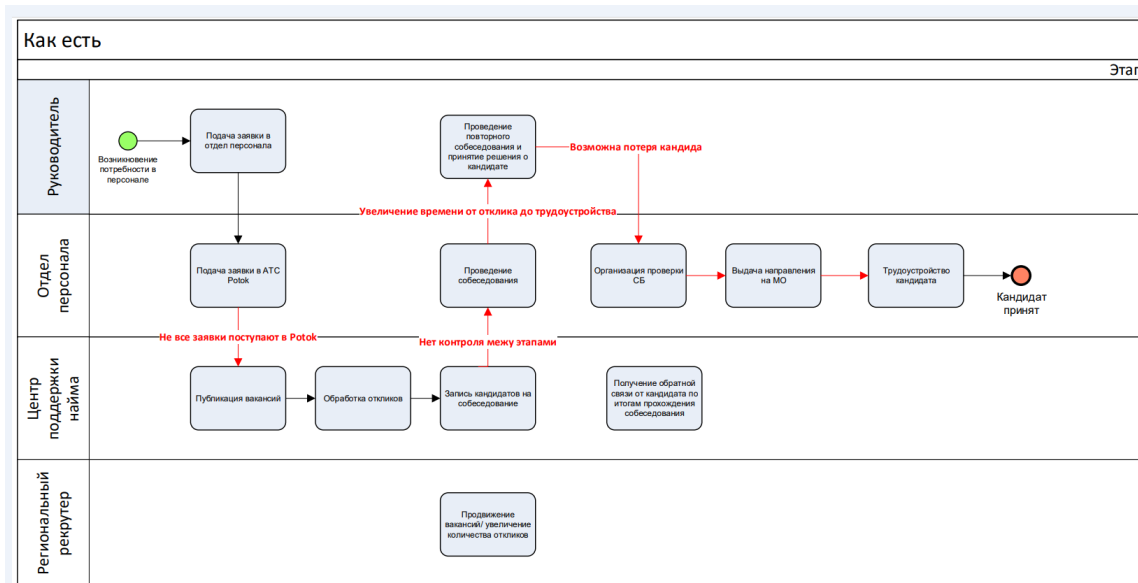 Как есть
Этап
Руководитель
Возникновение
потребности в
персонале
Подача заявки в
отдел персонала
Проведение
повторного
собеседования и
принятие решения о
кандидате
Возможна потеря кандида
Увеличение времени от отклика до трудоустройства
Отдел
персонала
Подача заявки в АТС
Potok
Проведение
собеседования
Организация проверки
СБ
Выдача направления
на МО
Трудоустройство
кандидата
Кандидат
принят
Не все заявки поступают в Potok
Нет контроля межу этапами
Центр
поддержки
найма
Публикация вакансий
Обработка откликов
Запись кандидатов на
собеседование
Получение обратной
связи от кандидата по
итогам прохождения
собеседования
Региональный
рекрутер
Продвижение
вакансий/ увеличение
количества откликов